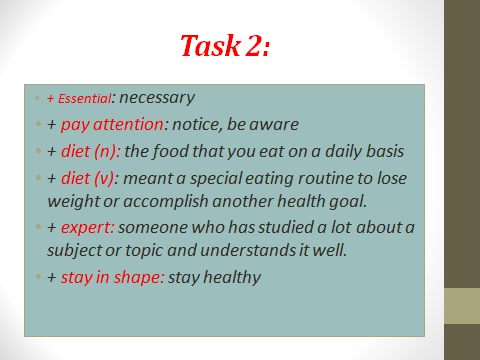 Task 2:
• + Essential: necessary
• + pay attention: notice, be aware
• + diet (n): the food that you eat on a daily basis
• + diet (v): meant a special eating routine to lose
weight or accomplish another health goal.
• + expert: someone who has studied a lot about a
subject or topic and understands it well.
• + stay in shape: stay healthy